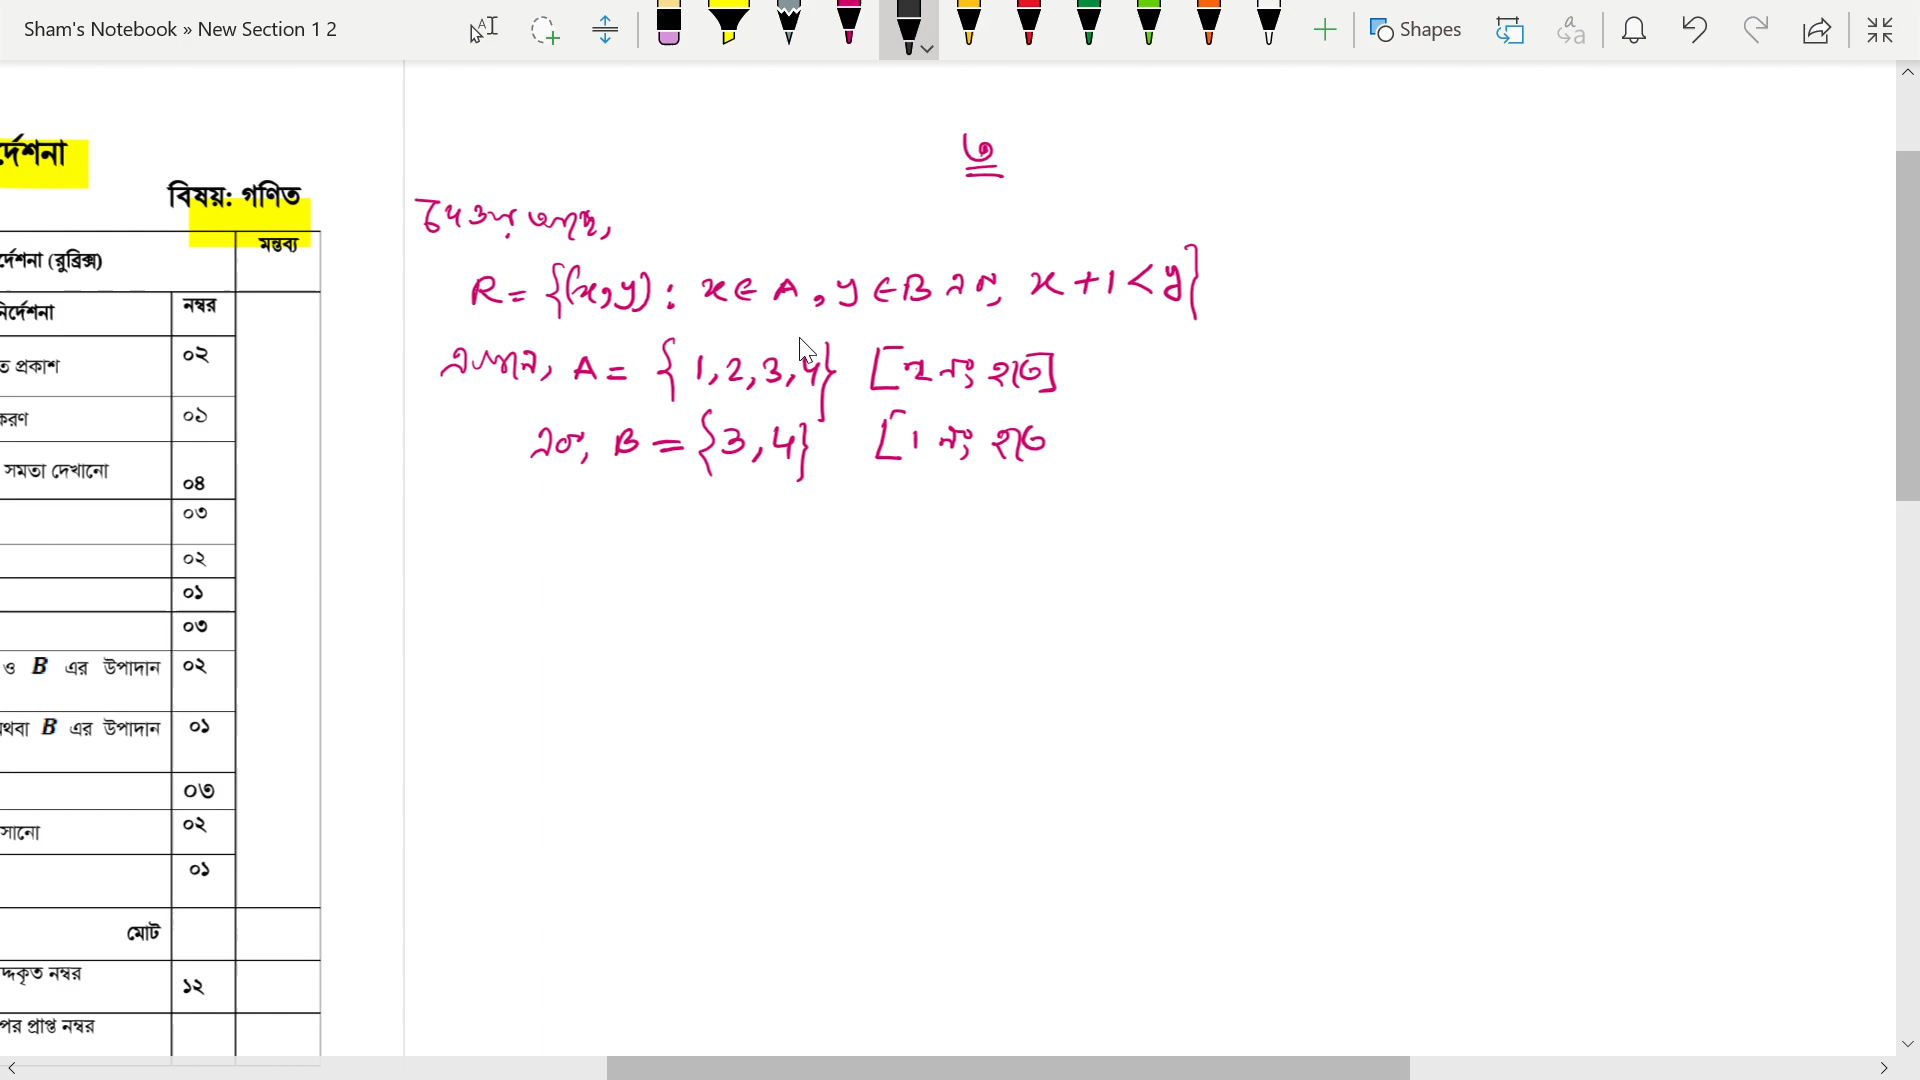 Sham's Notebook » New Section 1 2
Shapes
র্দেশনা
বিষয়: গণিত
র্দেশনা (রুব্রিক্স)
মন্তব্য
নির্দেশনা নম্বর
ত প্রকাশ ০২
করণ ০১
সমতা দেখানো ০৪
০৩
০২
০১
০৩
ও B এর উপাদান ০২
মথবা B এর উপাদান ০১
০৩
সানো ০২
০১
মোট
দ্দকৃত নম্বর ১২
পর প্রাপ্ত নম্বর
৩
দেওয়া আছে,
R = {(x,y) : x ∈ A, y ∈ B এবং x + 1 < y}
এখানে, A = {1, 2, 3, 4} [২ নং হতে]
এবং, B = {3, 4} [1 নং হতে